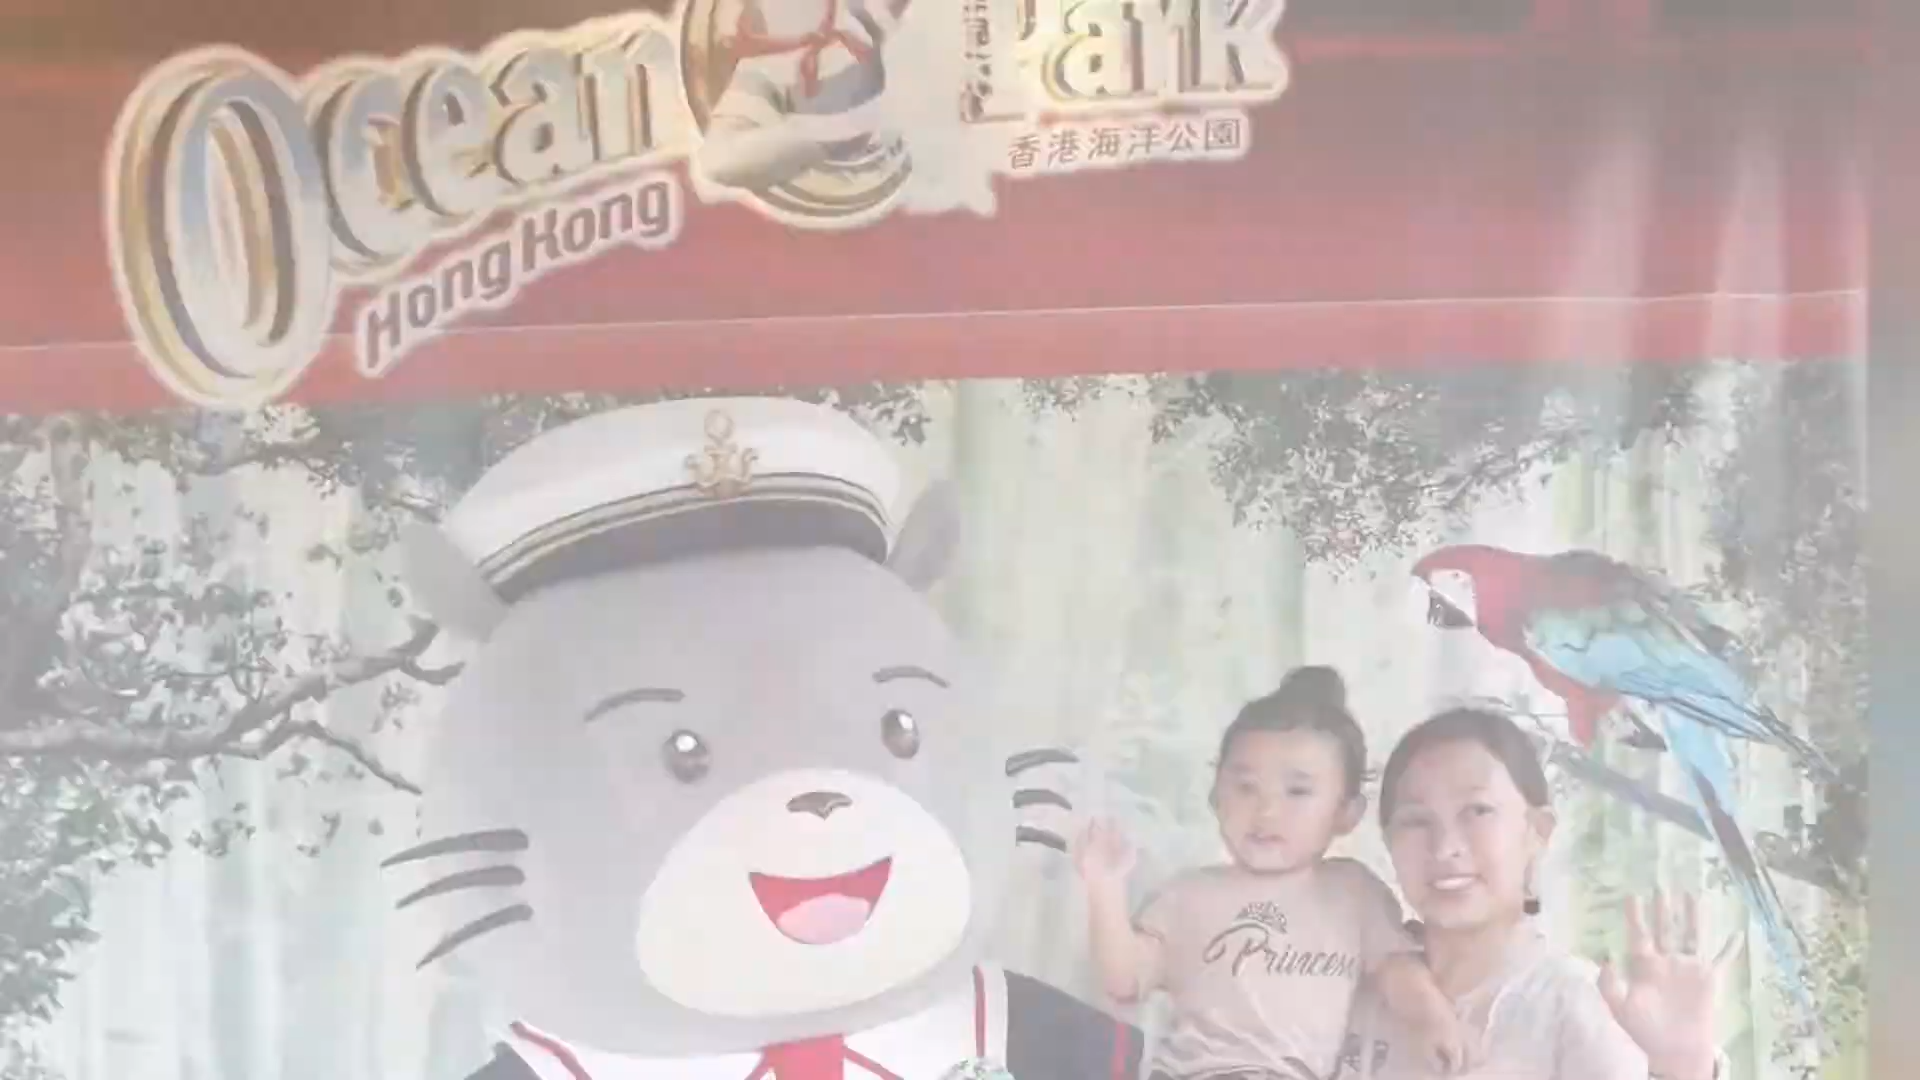 Ocean Park
Hong Kong
香港海洋公園
Princess